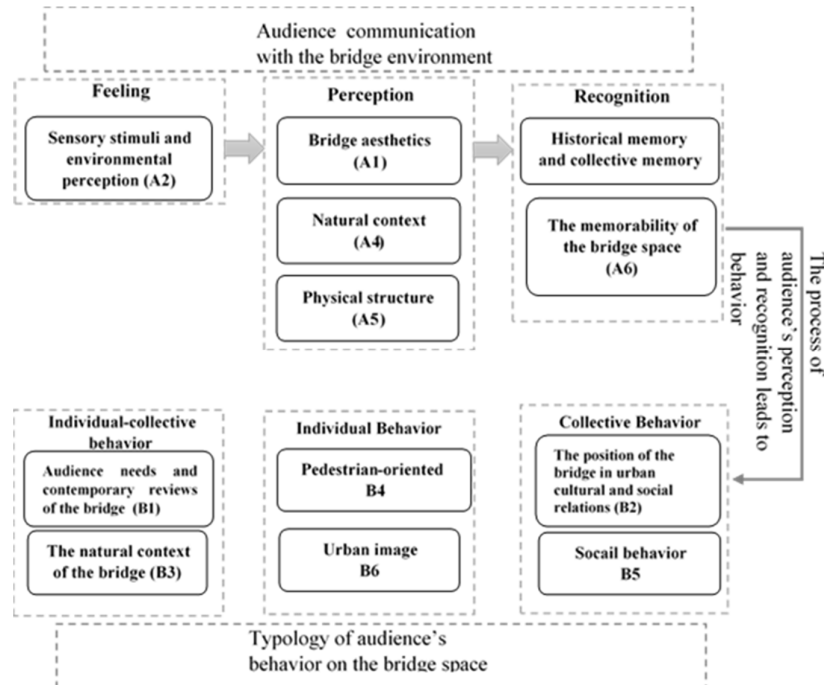 Audience communication
with the bridge environment
Feeling
Sensory stimuli and
environmental
perception (A2)
Perception
Bridge aesthetics
(A1)
Natural context
(A4)
Physical structure
(A5)
Recognition
Historical memory
and collective memory
The memorability of
the bridge space
(A6)
The process of
audience's perception
and recognition leads to
behavior
Individual-collective
behavior
Audience needs and
contemporary reviews
of the bridge (B1)
The natural context
of the bridge (B3)
Individual Behavior
Pedestrian-oriented
B4
Urban image
B6
Collective Behavior
The position of the
bridge in urban
cultural and social
relations (B2)
Socail behavior
B5
Typology of audience's
behavior on the bridge space